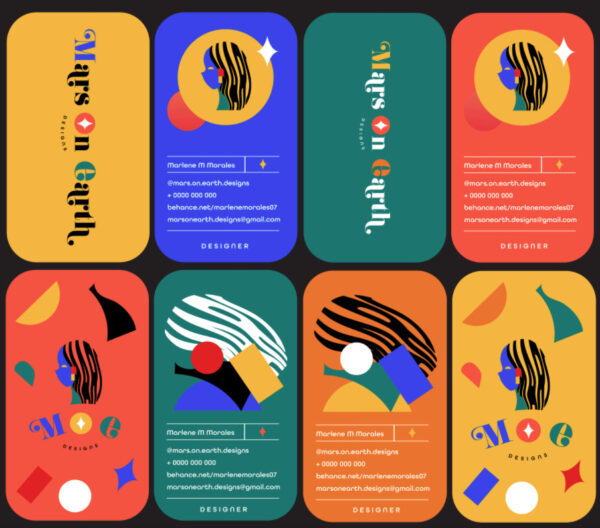 Mars On Earth
DESIGNS
Marlene M Morales
@mars.on.earth.designs
+ 0000 000 000
behance.net/marlenemorales07
marsonearth.designs@gmail.com
DESIGNER
Mars On Earth
DESIGNS
Marlene M Morales
@mars.on.earth.designs
+ 0000 000 000
behance.net/marlenemorales07
marsonearth.designs@gmail.com
DESIGNER
M O e
DESIGNS
Marlene M Morales
@mars.on.earth.designs
+ 0000 000 000
behance.net/marlenemorales07
marsonearth.designs@gmail.com
DESIGNER
Marlene M Morales
@mars.on.earth.designs
+ 0000 000 000
behance.net/marlenemorales07
marsonearth.designs@gmail.com
DESIGNER
M O e
DESIGNS